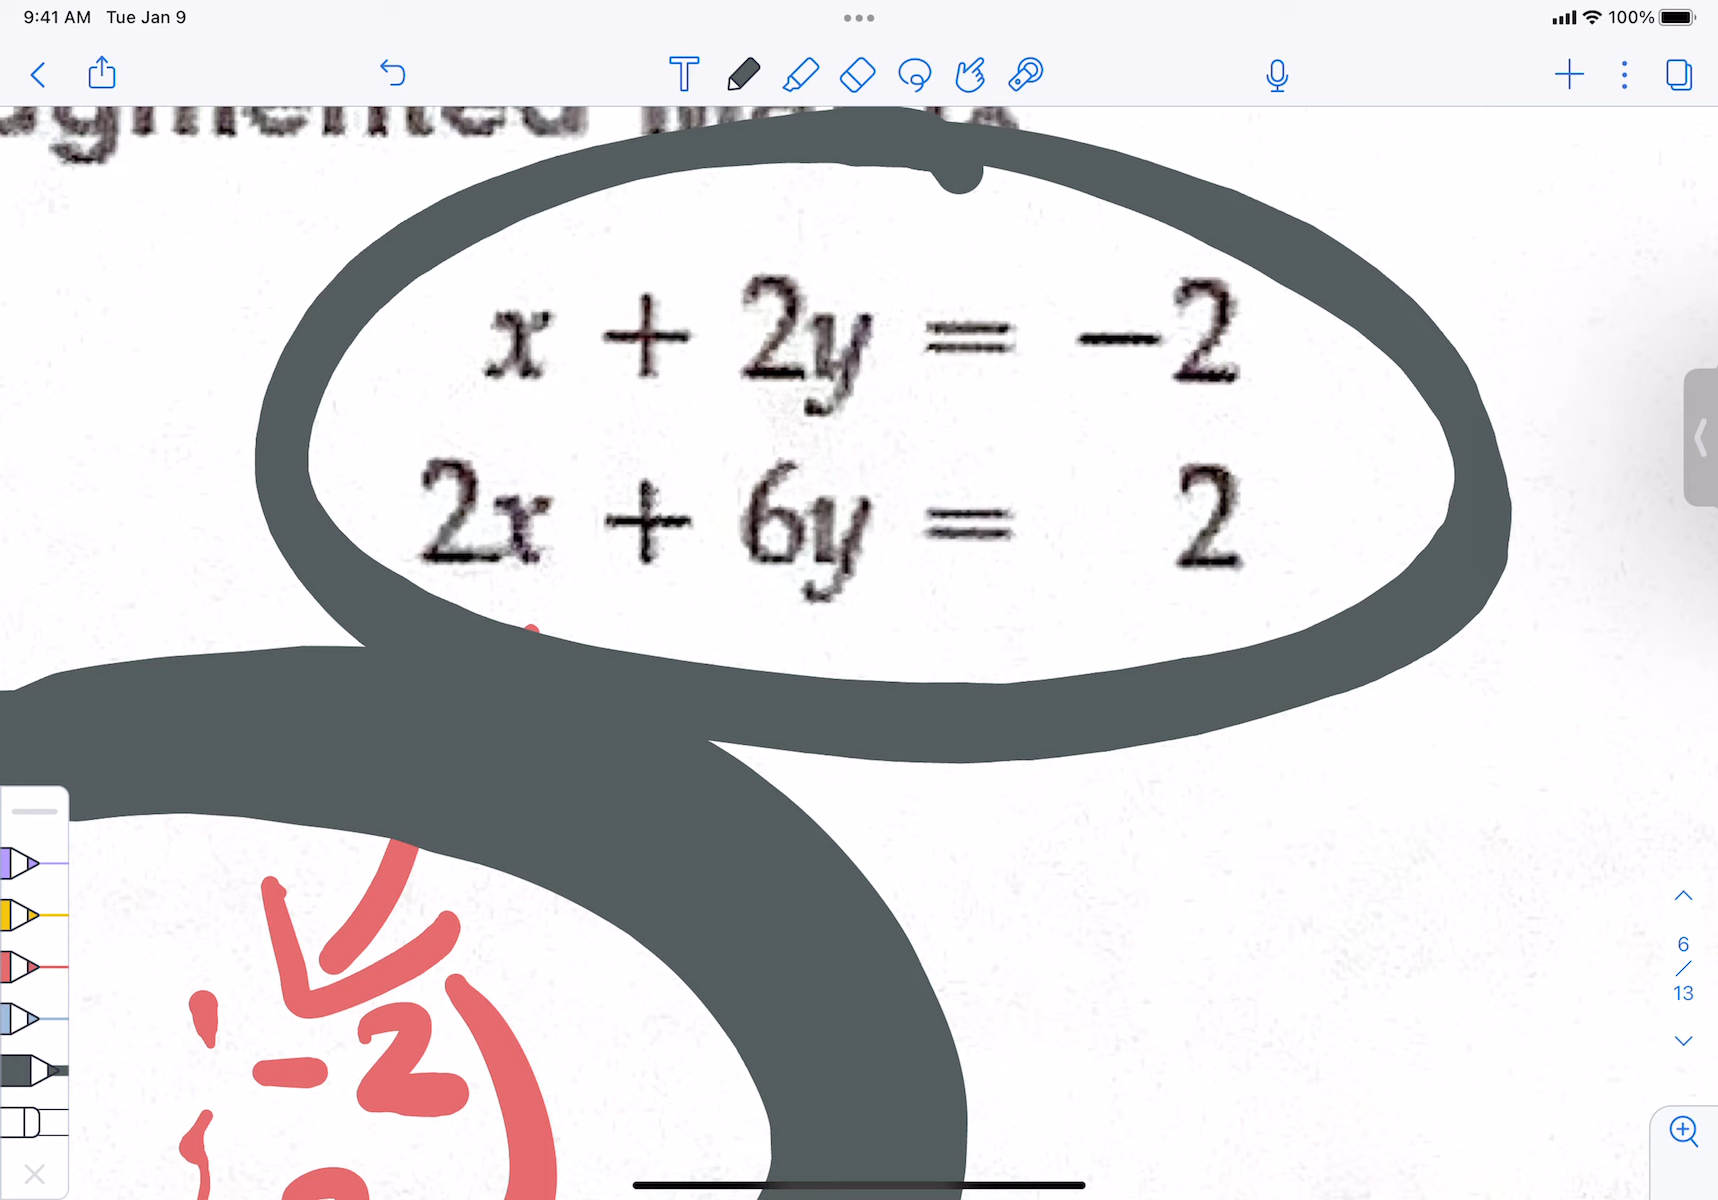 9:41 AM Tue Jan 9
100%
x + 2y = −2
2x + 6y = 2
-2
6
/
13